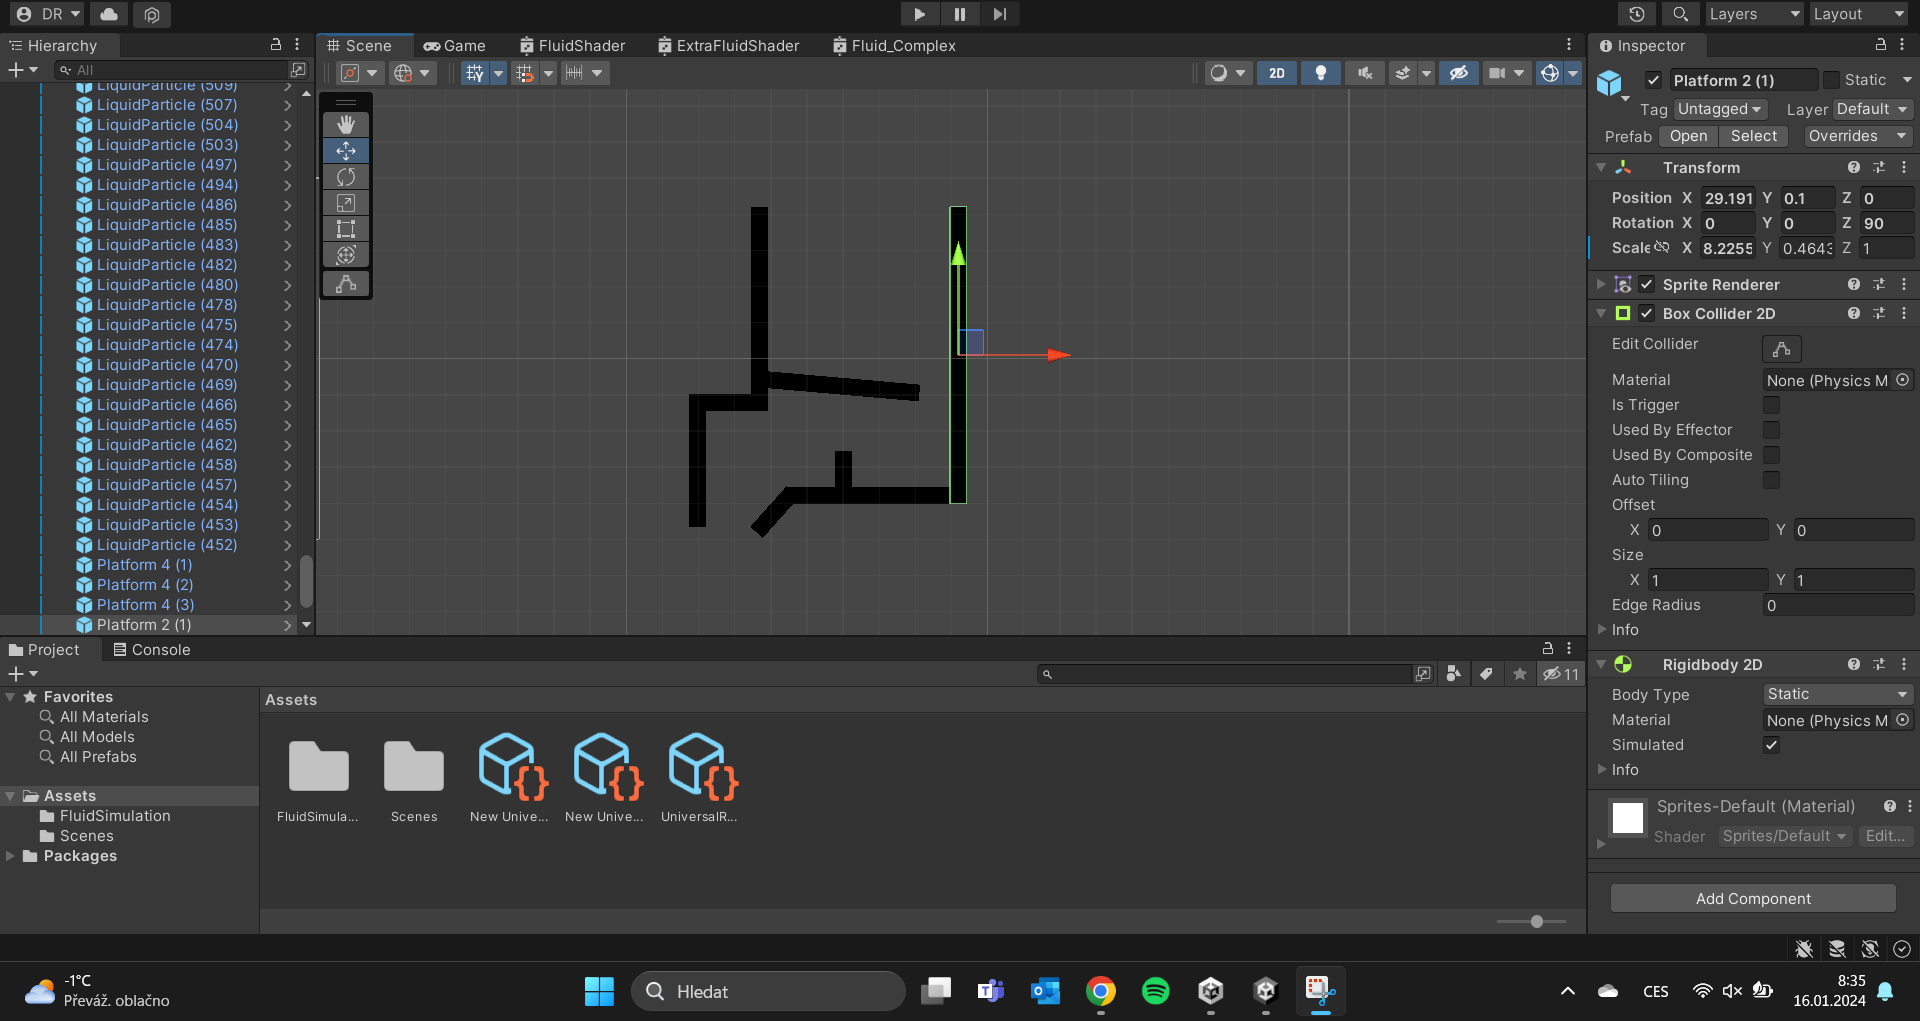 DR
Layers
Layout
Hierarchy
All
LiquidParticle (509)
LiquidParticle (507)
LiquidParticle (504)
LiquidParticle (503)
LiquidParticle (497)
LiquidParticle (494)
LiquidParticle (486)
LiquidParticle (485)
LiquidParticle (483)
LiquidParticle (482)
LiquidParticle (480)
LiquidParticle (478)
LiquidParticle (475)
LiquidParticle (474)
LiquidParticle (470)
LiquidParticle (469)
LiquidParticle (466)
LiquidParticle (465)
LiquidParticle (462)
LiquidParticle (458)
LiquidParticle (457)
LiquidParticle (454)
LiquidParticle (453)
LiquidParticle (452)
Platform 4 (1)
Platform 4 (2)
Platform 4 (3)
Platform 2 (1)
Scene
Game
FluidShader
ExtraFluidShader
Fluid_Complex
2D
Inspector
Platform 2 (1)
Static
Tag Untagged
Layer Default
Prefab Open Select Overrides
Transform
Position X 29.191 Y 0.1 Z 0
Rotation X 0 Y 0 Z 90
Scale X 8.2255 Y 0.4643 Z 1
Sprite Renderer
Box Collider 2D
Edit Collider
Material None (Physics M
Is Trigger
Used By Effector
Used By Composite
Auto Tiling
Offset
X 0 Y 0
Size
X 1 Y 1
Edge Radius 0
Info
Rigidbody 2D
Body Type Static
Material None (Physics M
Simulated
Info
Sprites-Default (Material)
Shader Sprites/Default Edit...
Add Component
Project
Console
11
Favorites
All Materials
All Models
All Prefabs
Assets
FluidSimulation
Scenes
Packages
Assets
FluidSimula...
Scenes
New Unive...
New Unive...
UniversalR...
-1°C
Převáž. oblačno
Hledat
CES
8:35
16.01.2024